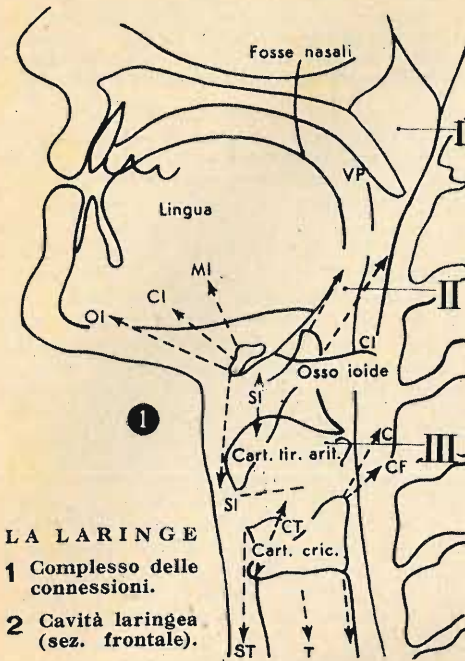 Fosse nasali
I
VP
Lingua
MI
CI
II
OI
CI
Osso ioide
SI
1
C
III
Cart. tir. arit.
CF
SI
CT
Cart. cric.
LA LARINGE
1 Complesso delle
connessioni.
2 Cavità laringea
(sez. frontale).
ST
T